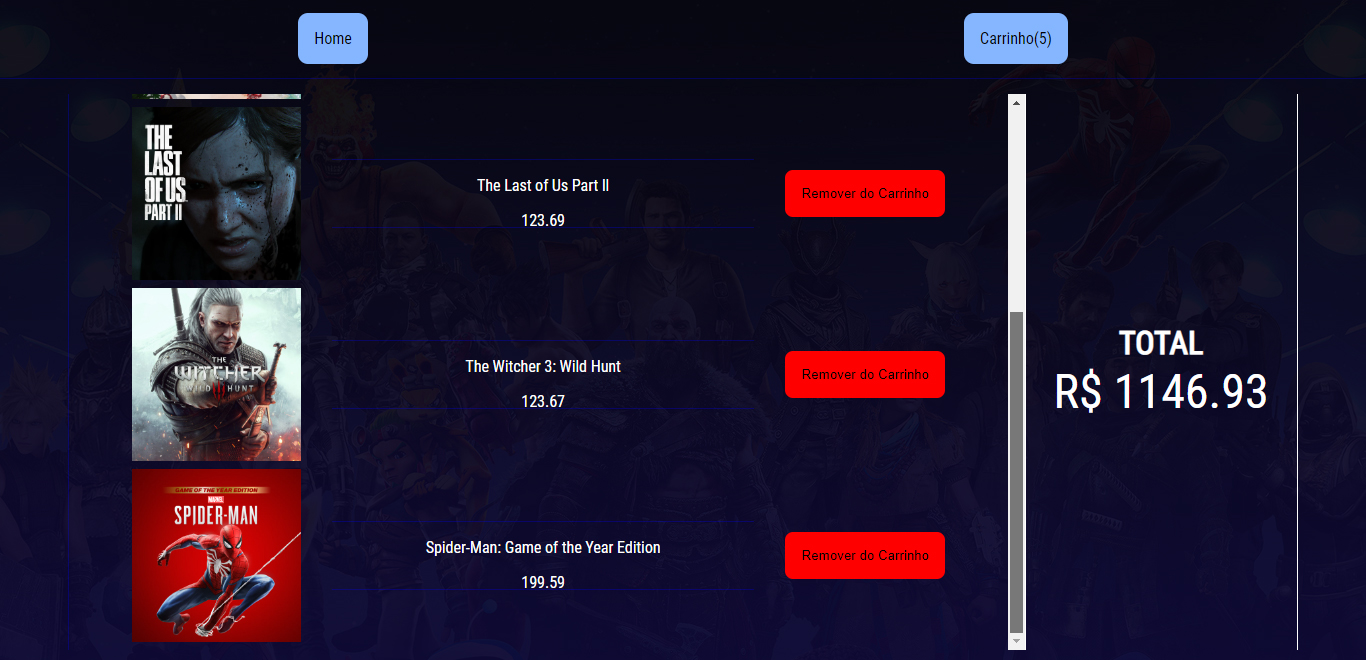 Home
Carrinho(5)
THE
LAST
OF US
PART II
The Last of Us Part II
123.69
Remover do Carrinho
THE
WITCHER
WILD HUNT
The Witcher 3: Wild Hunt
123.67
Remover do Carrinho
GAME OF THE YEAR EDITION
MARVEL
SPIDER-MAN
Spider-Man: Game of the Year Edition
199.59
Remover do Carrinho
TOTAL
R$ 1146.93